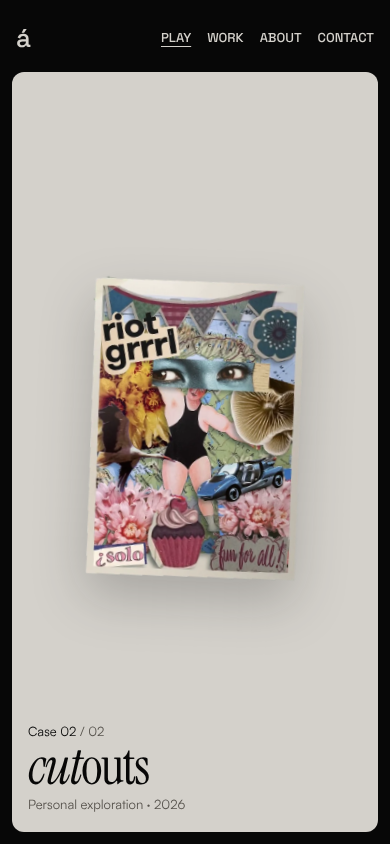 á
PLAY WORK ABOUT CONTACT
riot
grrrl
¿solo
fun for all!
Case 02 / 02
cutouts
Personal exploration · 2026